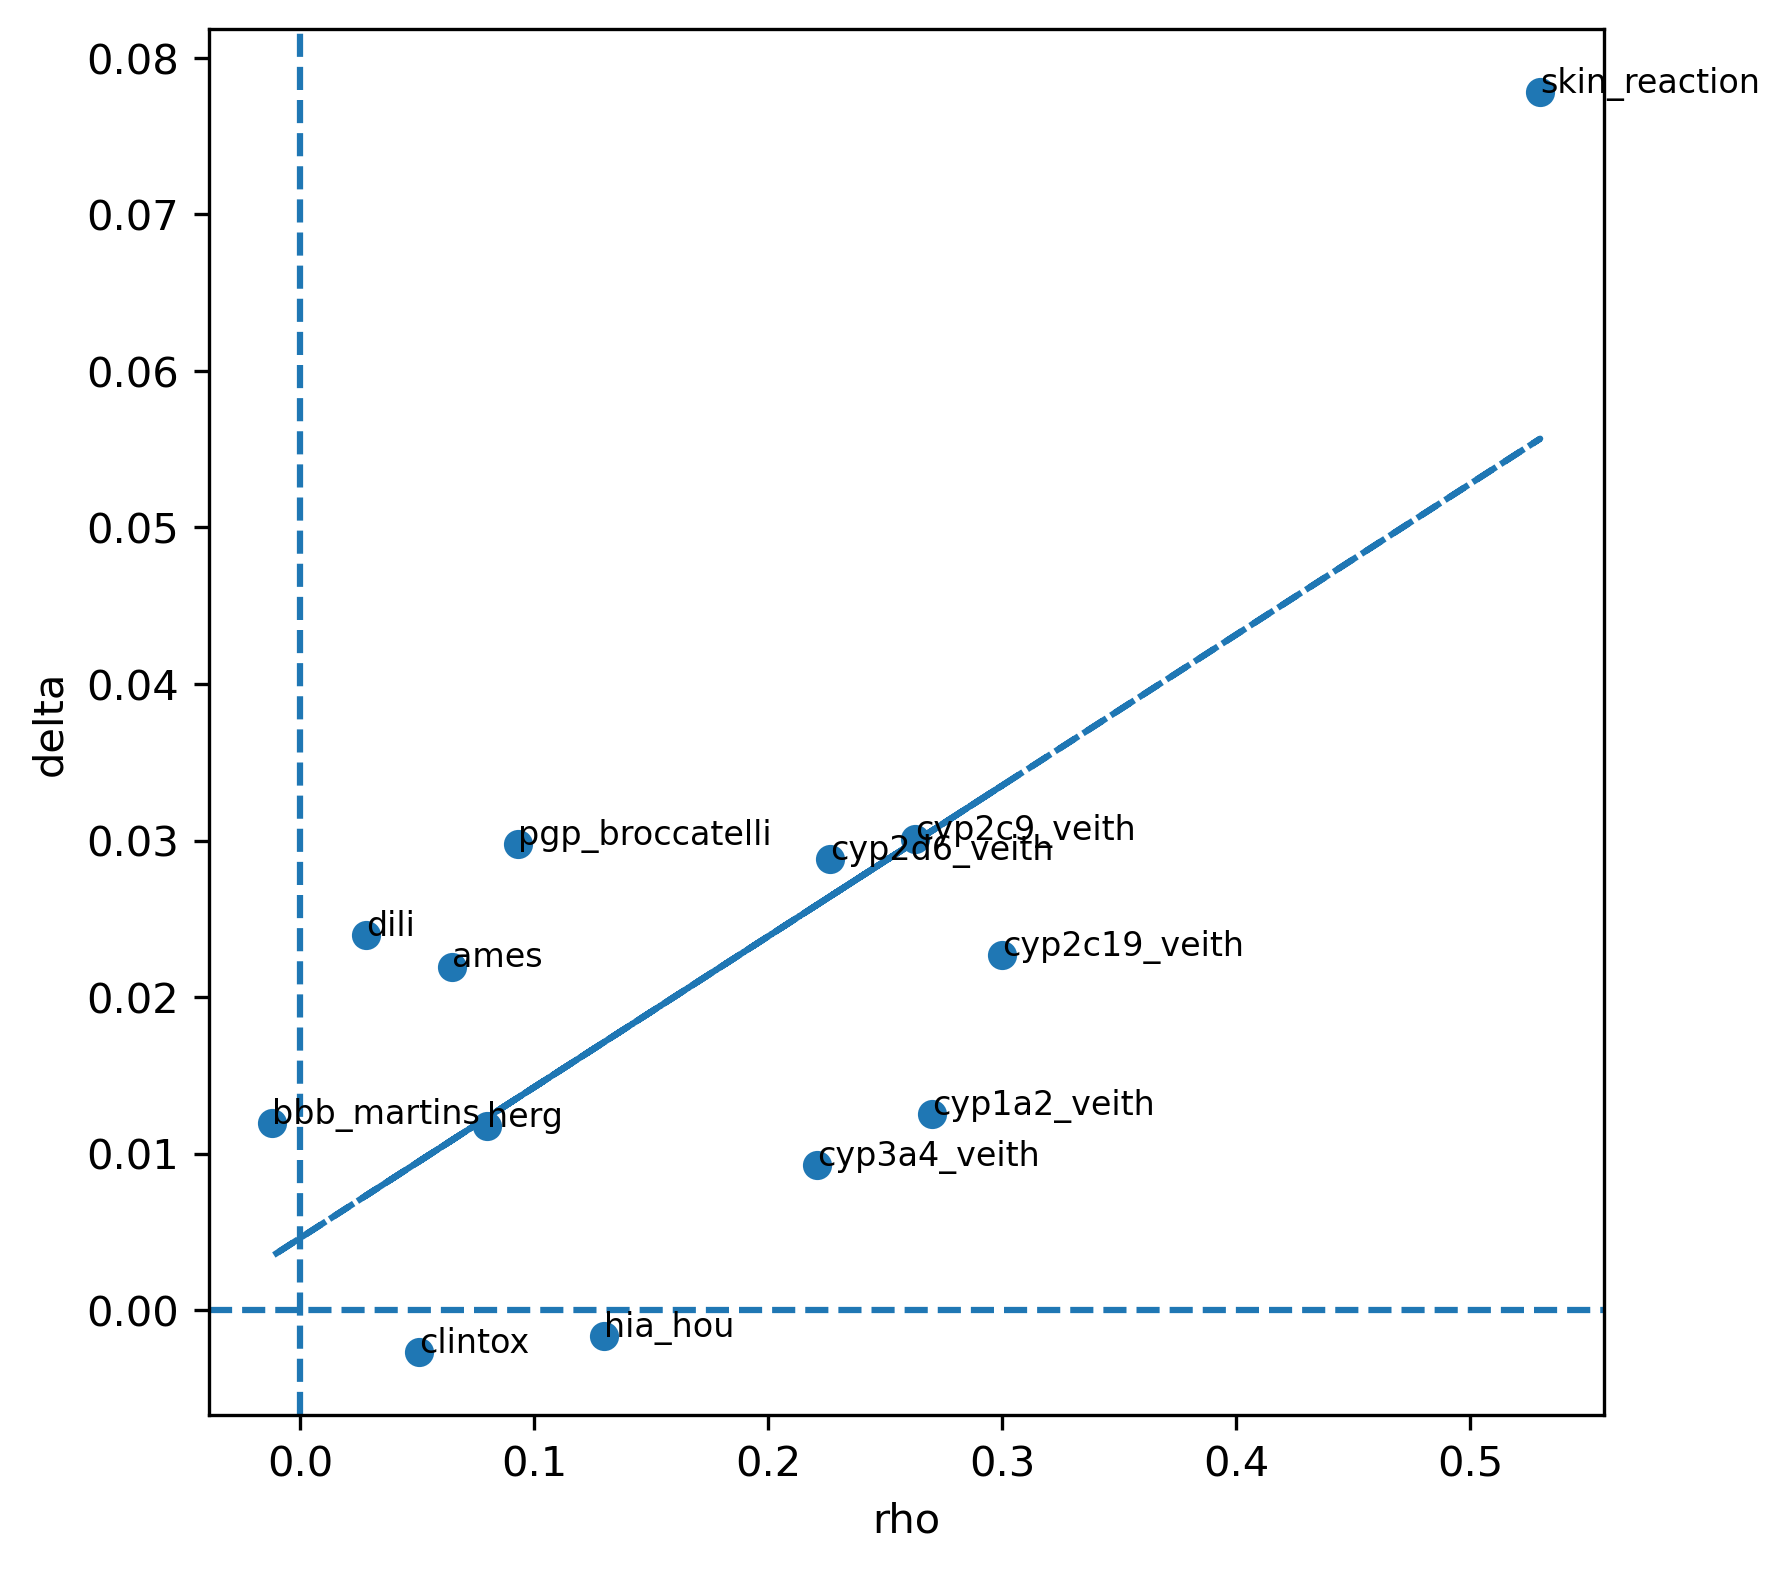 0.08
skin_reaction
0.07
0.06
0.05
0.04
delta
0.03
pgp_broccatelli
cyp2c9_veith
cyp2d6_veith
dili
ames
cyp2c19_veith
0.02
bbb_martins
herg
cyp1a2_veith
0.01
cyp3a4_veith
0.00
hia_hou
clintox
0.0 0.1 0.2 0.3 0.4 0.5
rho